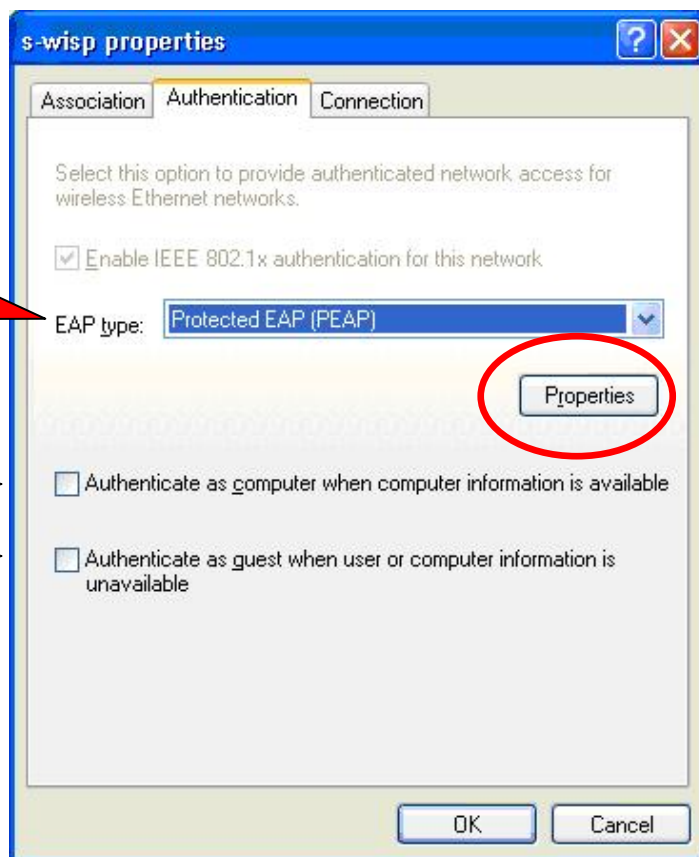 s-wisp properties
Association Authentication Connection
Select this option to provide authenticated network access for
wireless Ethernet networks.
Enable IEEE 802.1x authentication for this network
EAP type: Protected EAP (PEAP)
Properties
Authenticate as computer when computer information is available
Authenticate as guest when user or computer information is
unavailable
OK Cancel